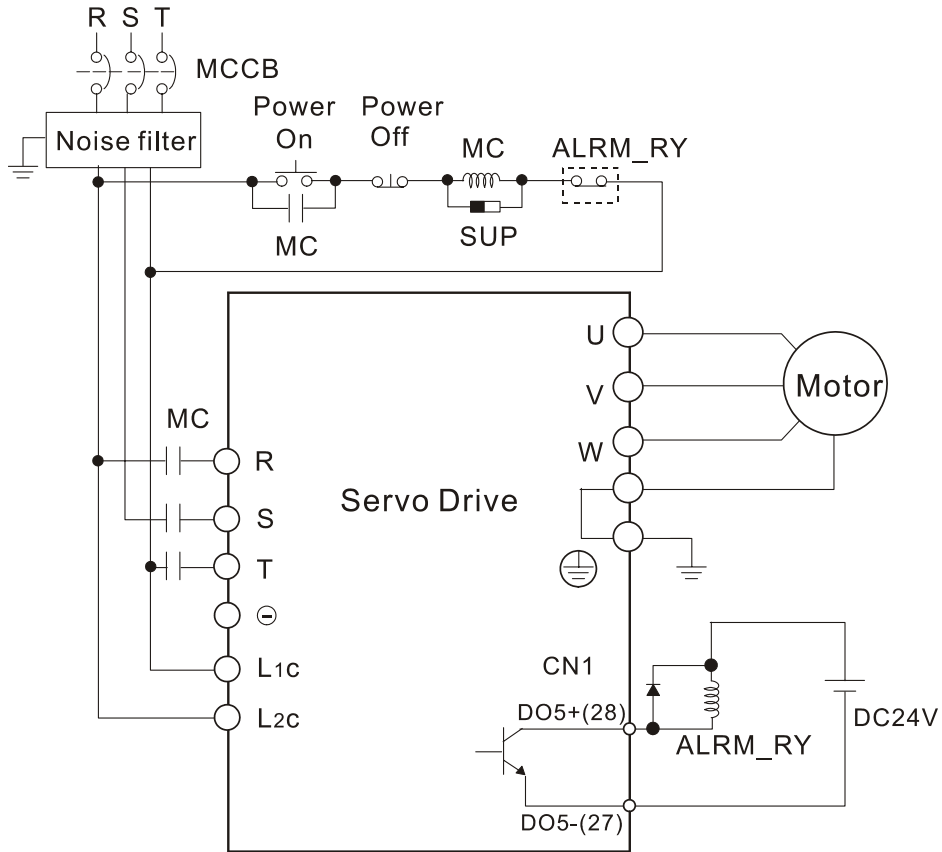 R S T
MCCB
Noise filter
Power
On
Power
Off
MC
ALRM_RY
MC
SUP
U
V
W
Motor
MC
R
S
T
Servo Drive
⊖
L1c
L2c
CN1
DO5+(28)
ALRM_RY
DC24V
DO5-(27)